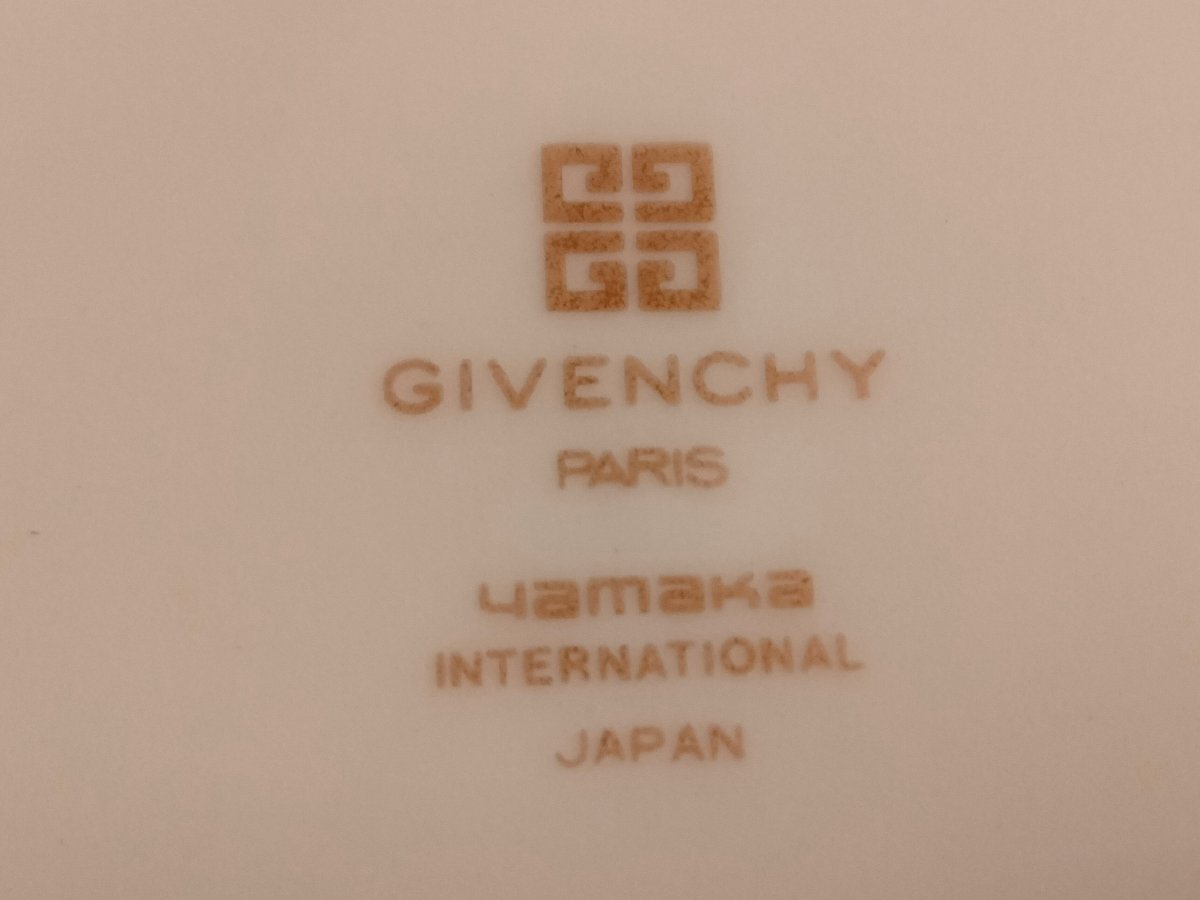 GIVENCHY
PARIS
yamaka
INTERNATIONAL
JAPAN